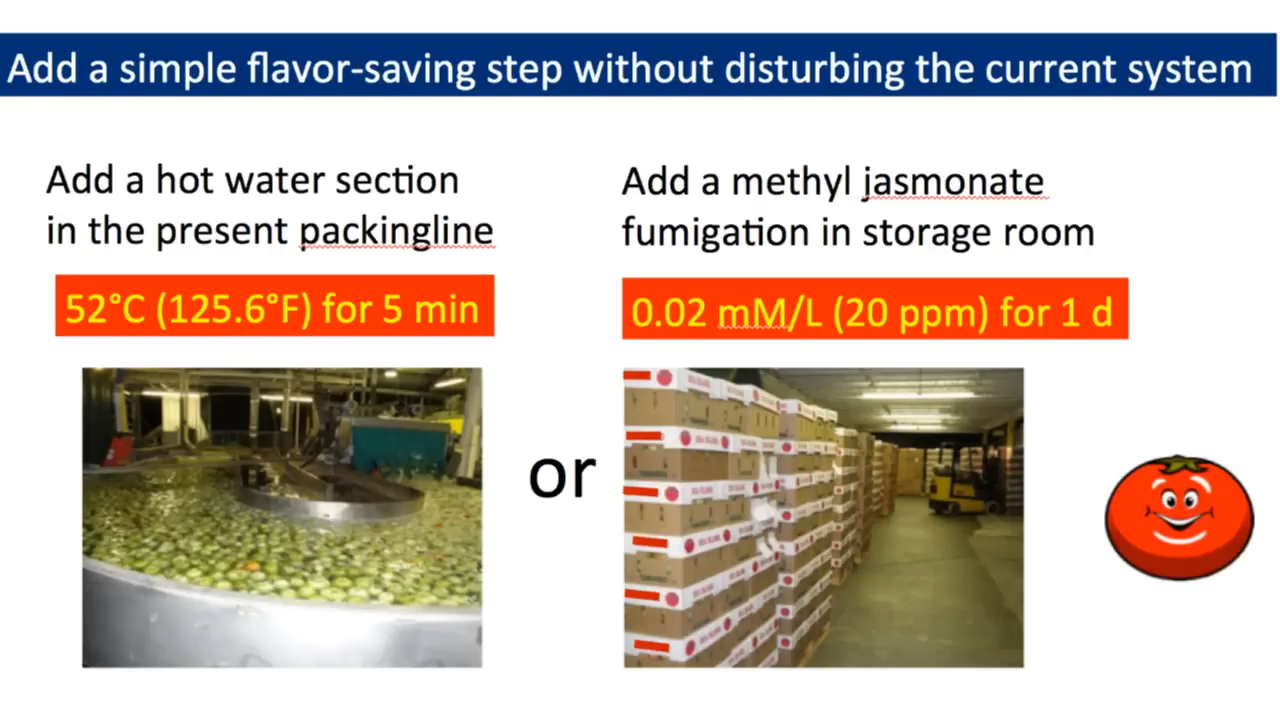 Add a simple flavor-saving step without disturbing the current system
Add a hot water section
in the present packingline
52°C (125.6°F) for 5 min
Add a methyl jasmonate
fumigation in storage room
0.02 mM/L (20 ppm) for 1 d
or